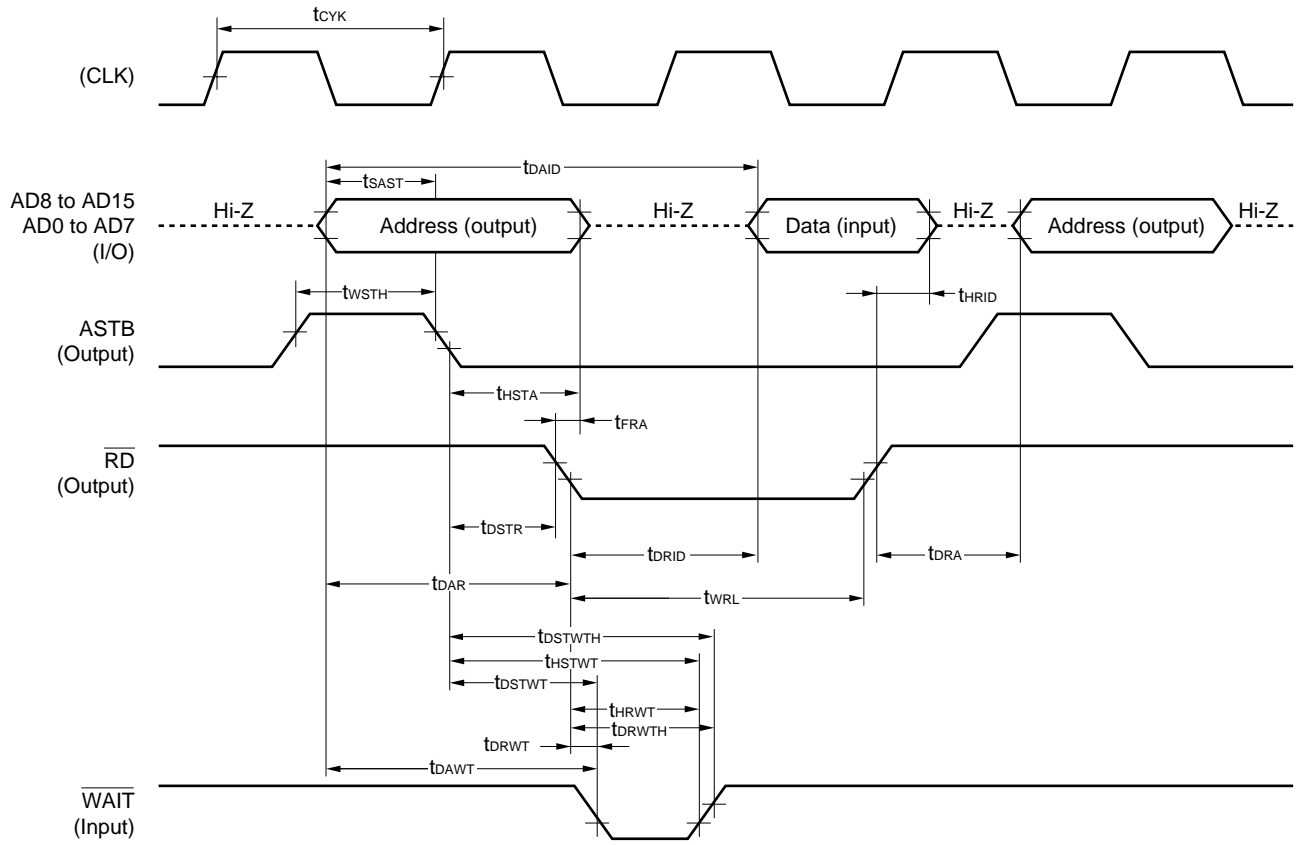 tCYK
(CLK)
tDAID
tSAST
AD8 to AD15
AD0 to AD7
(I/O)
Hi-Z
Address (output)
Hi-Z
Data (input)
Hi-Z
Address (output)
Hi-Z
tWSTH
tHRID
ASTB
(Output)
tHSTA
tFRA
RD
(Output)
tDSTR
tDRID
tDRA
tDAR
tWRL
tDSTWTH
tHSTWT
tDSTWT
tHRWT
tDRWTH
tDRWT
tDAWT
WAIT
(Input)